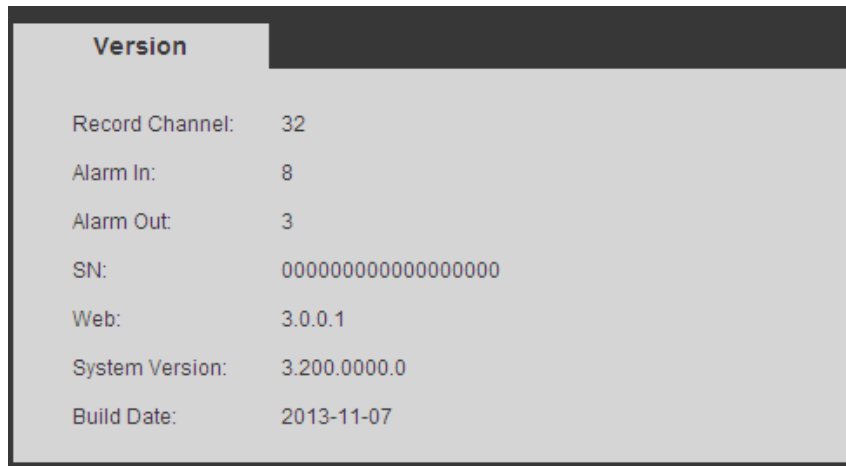 Version
Record Channel: 32
Alarm In: 8
Alarm Out: 3
SN: 000000000000000000
Web: 3.0.0.1
System Version: 3.200.0000.0
Build Date: 2013-11-07